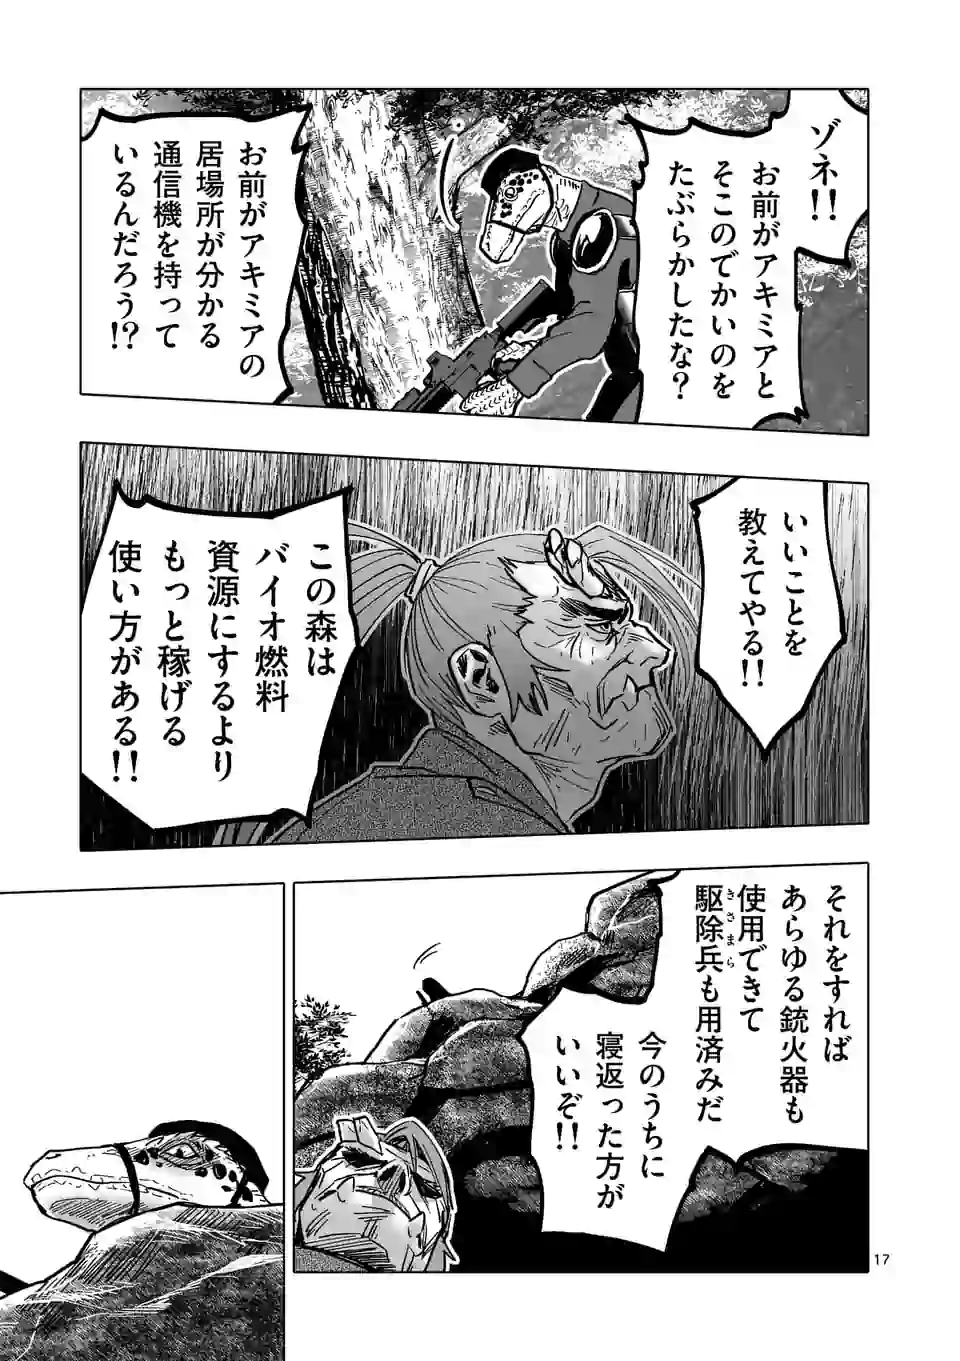 ゾネ!!
お前がアキミアと
そこのでかいのを
たぶらかしたな?
お前がアキミアの
居場所が分かる
通信機を持って
いるんだろう!?
いいことを
教えてやる!!
この森は
バイオ燃料
資源にするより
もっと稼げる
使い方がある!!
それをすれば
あらゆる銃火器も
使用できて
駆除兵も用済みだ
きさまら
今のうちに
寝返った方が
いいぞ!!
17